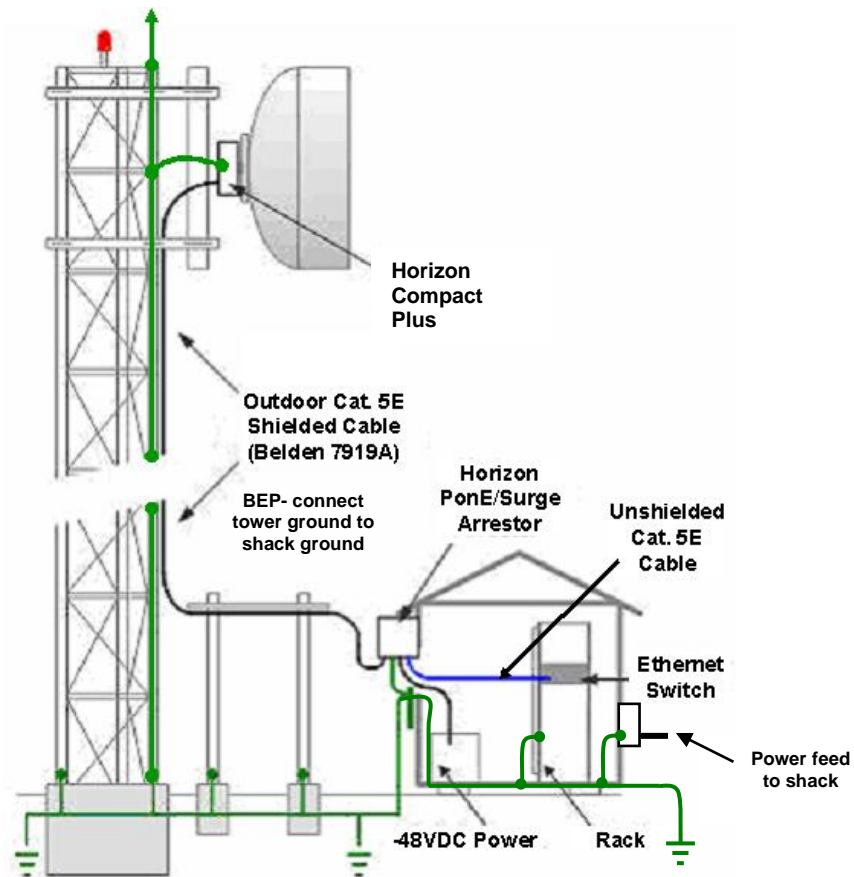 Horizon
Compact
Plus
Outdoor Cat. 5E
Shielded Cable
(Belden 7919A)
BEP- connect
tower ground to
shack ground
Horizon
PonE/Surge
Arrestor
Unshielded
Cat. 5E
Cable
Ethernet
Switch
Power feed
to shack
-48VDC Power
Rack